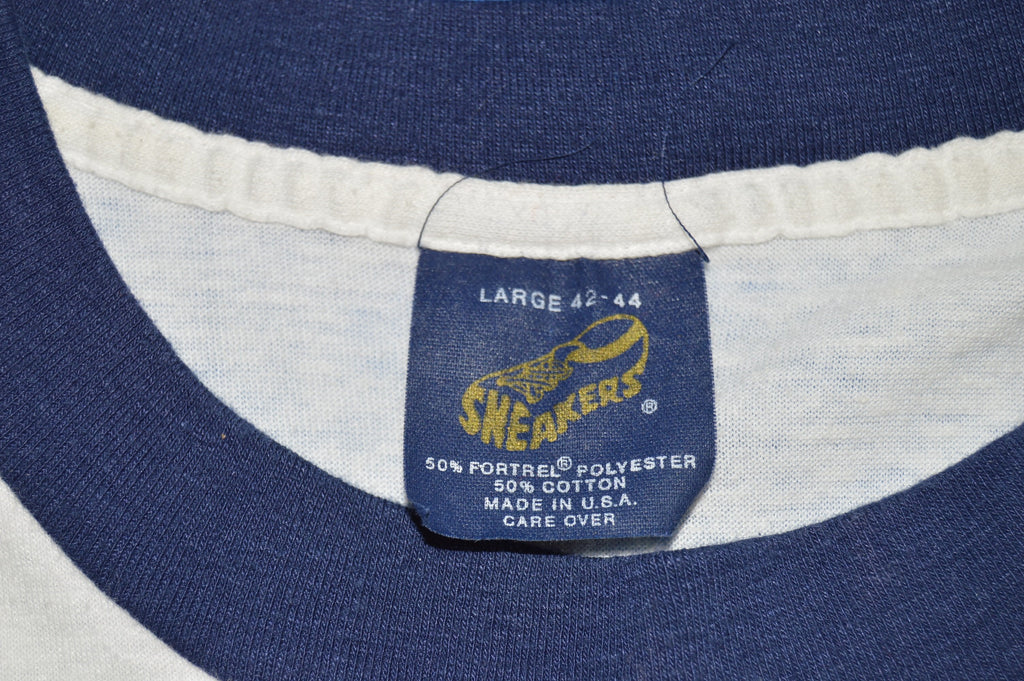 LARGE 42-44
SNEAKERS ®
50% FORTREL® POLYESTER
50% COTTON
MADE IN U.S.A.
CARE OVER